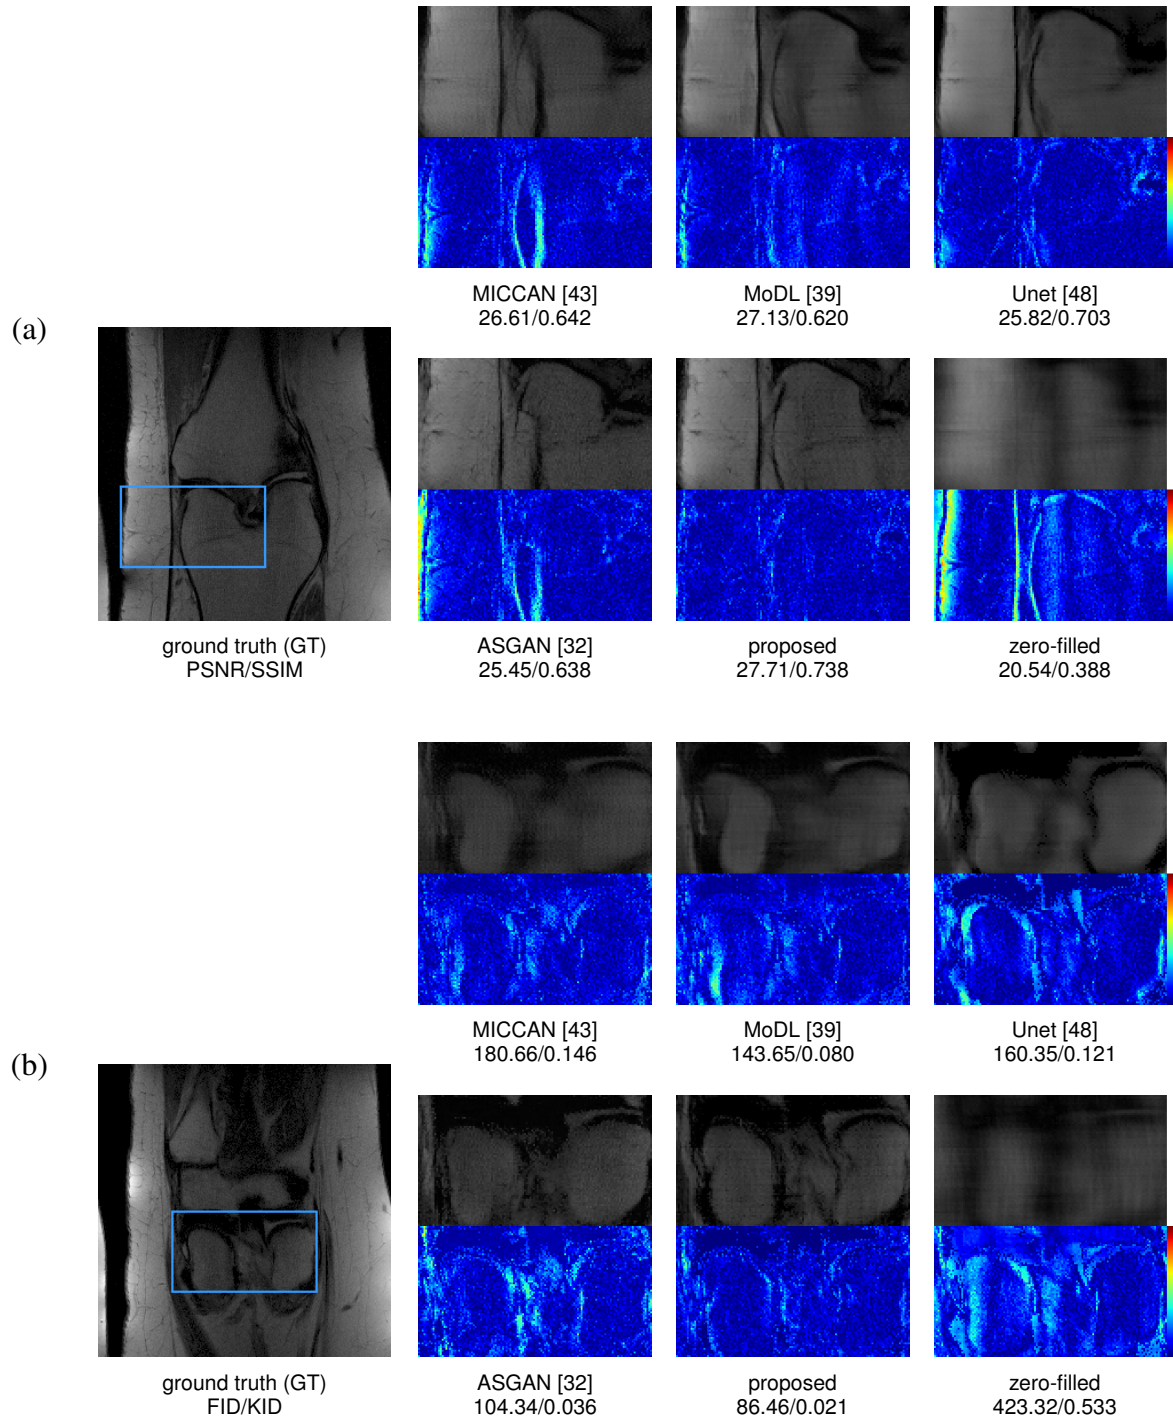 MICCAN [43]
26.61/0.642
MoDL [39]
27.13/0.620
Unet [48]
25.82/0.703
(a)
ground truth (GT)
PSNR/SSIM
ASGAN [32]
25.45/0.638
proposed
27.71/0.738
zero-filled
20.54/0.388
MICCAN [43]
180.66/0.146
MoDL [39]
143.65/0.080
Unet [48]
160.35/0.121
(b)
ground truth (GT)
FID/KID
ASGAN [32]
104.34/0.036
proposed
86.46/0.021
zero-filled
423.32/0.533